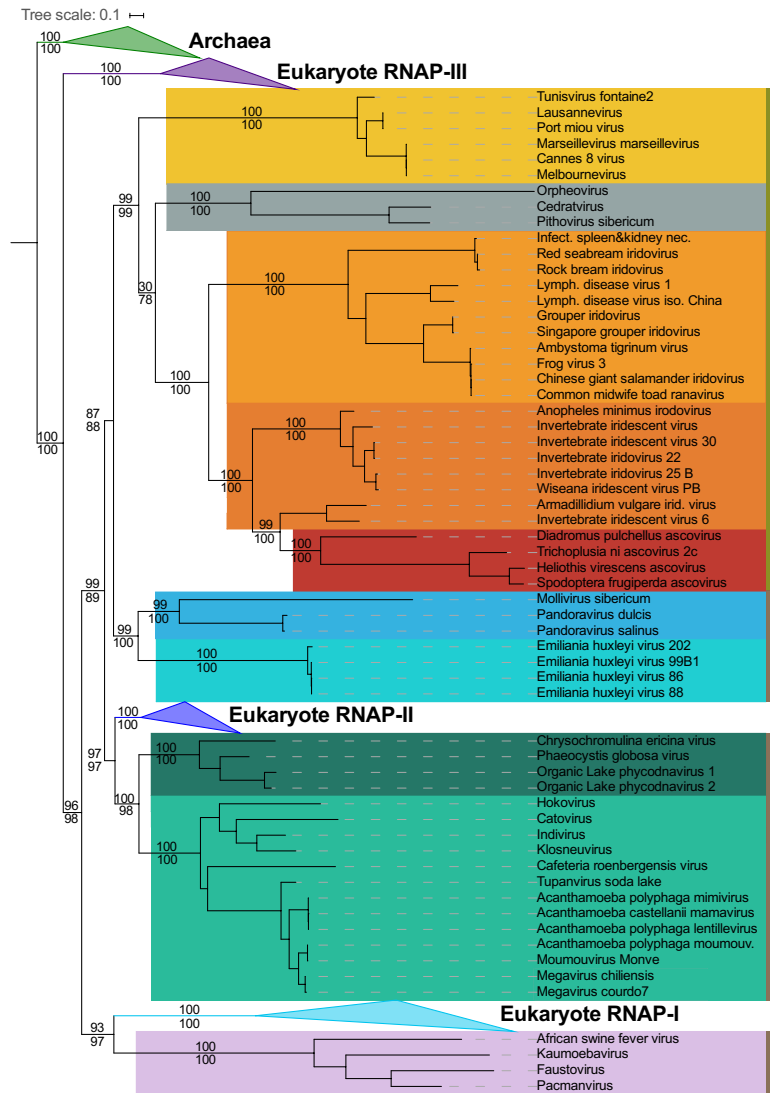 Tree scale: 0.1
100
100
Archaea
100
100
Eukaryote RNAP-III
Tunisvirus fontaine2
Lausannevirus
100
100
Port miou virus
Marseillevirus marseillevirus
Cannes 8 virus
Melbournevirus
99
99
100
100
Orpheovirus
Cedratvirus
Pithovirus sibericum
Infect. spleen&kidney nec.
Red seabream iridovirus
Rock bream iridovirus
30
78
100
100
Lymph. disease virus 1
Lymph. disease virus iso. China
Grouper iridovirus
Singapore grouper iridovirus
Ambystoma tigrinum virus
Frog virus 3
100
100
Chinese giant salamander iridovirus
Common midwife toad ranavirus
87
88
Anopheles minimus irodovirus
100
100
Invertebrate iridescent virus
100
100
Invertebrate iridescent virus 30
Invertebrate iridovirus 22
100
100
Invertebrate iridovirus 25 B
Wiseana iridescent virus PB
Armadillidium vulgare irid. virus
Invertebrate iridescent virus 6
99
100
Diadromus pulchellus ascovirus
Trichoplusia ni ascovirus 2c
Heliothis virescens ascovirus
Spodoptera frugiperda ascovirus
99
89
99
100
Mollivirus sibericum
Pandoravirus dulcis
99
100
Pandoravirus salinus
Emiliania huxleyi virus 202
100
100
Emiliania huxleyi virus 99B1
Emiliania huxleyi virus 86
Emiliania huxleyi virus 88
100
100
Eukaryote RNAP-II
97
97
100
100
Chrysochromulina ericina virus
Phaeocystis globosa virus
Organic Lake phycodnavirus 1
Organic Lake phycodnavirus 2
96
98
100
98
Hokovirus
Catovirus
Indivirus
100
100
Klosneuvirus
Cafeteria roenbergensis virus
Tupanvirus soda lake
Acanthamoeba polyphaga mimivirus
Acanthamoeba castellanii mamavirus
Acanthamoeba polyphaga lentillevirus
Acanthamoeba polyphaga moumouv.
Moumouvirus Monve
Megavirus chiliensis
Megavirus courdo7
100
100
Eukaryote RNAP-I
93
97
African swine fever virus
100
100
Kaumoebavirus
Faustovirus
Pacmanvirus